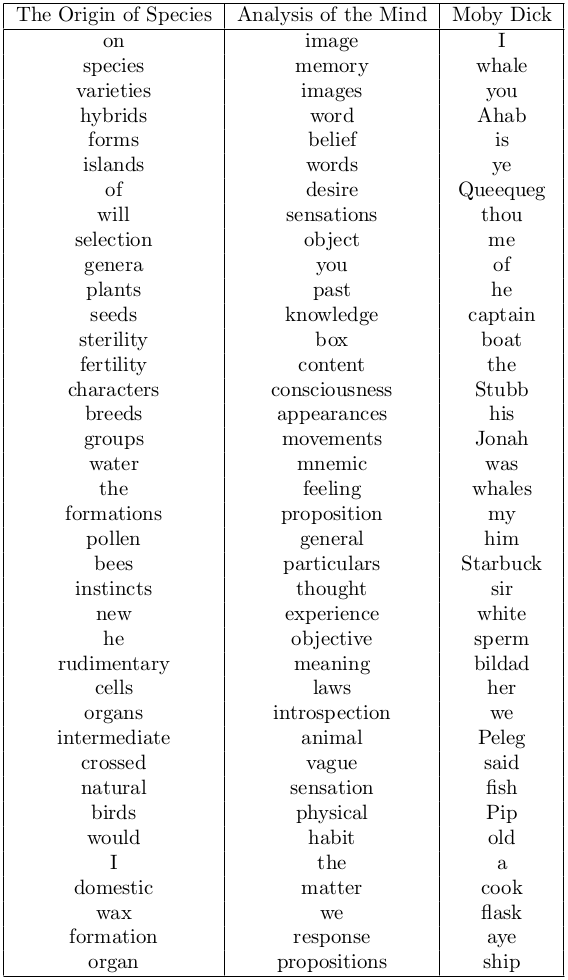 The Origin of Species Analysis of the Mind Moby Dick
on image I
species memory whale
varieties images you
hybrids word Ahab
forms belief is
islands words ye
of desire Queequeg
will sensations thou
selection object me
genera you of
plants past he
seeds knowledge captain
sterility box boat
fertility content the
characters consciousness Stubb
breeds appearances his
groups movements Jonah
water mnemic was
the feeling whales
formations proposition my
pollen general him
bees particulars Starbuck
instincts thought sir
new experience white
he objective sperm
rudimentary meaning bildad
cells laws her
organs introspection we
intermediate animal Peleg
crossed vague said
natural sensation fish
birds physical Pip
would habit old
I the a
domestic matter cook
wax we flask
formation response aye
organ propositions ship